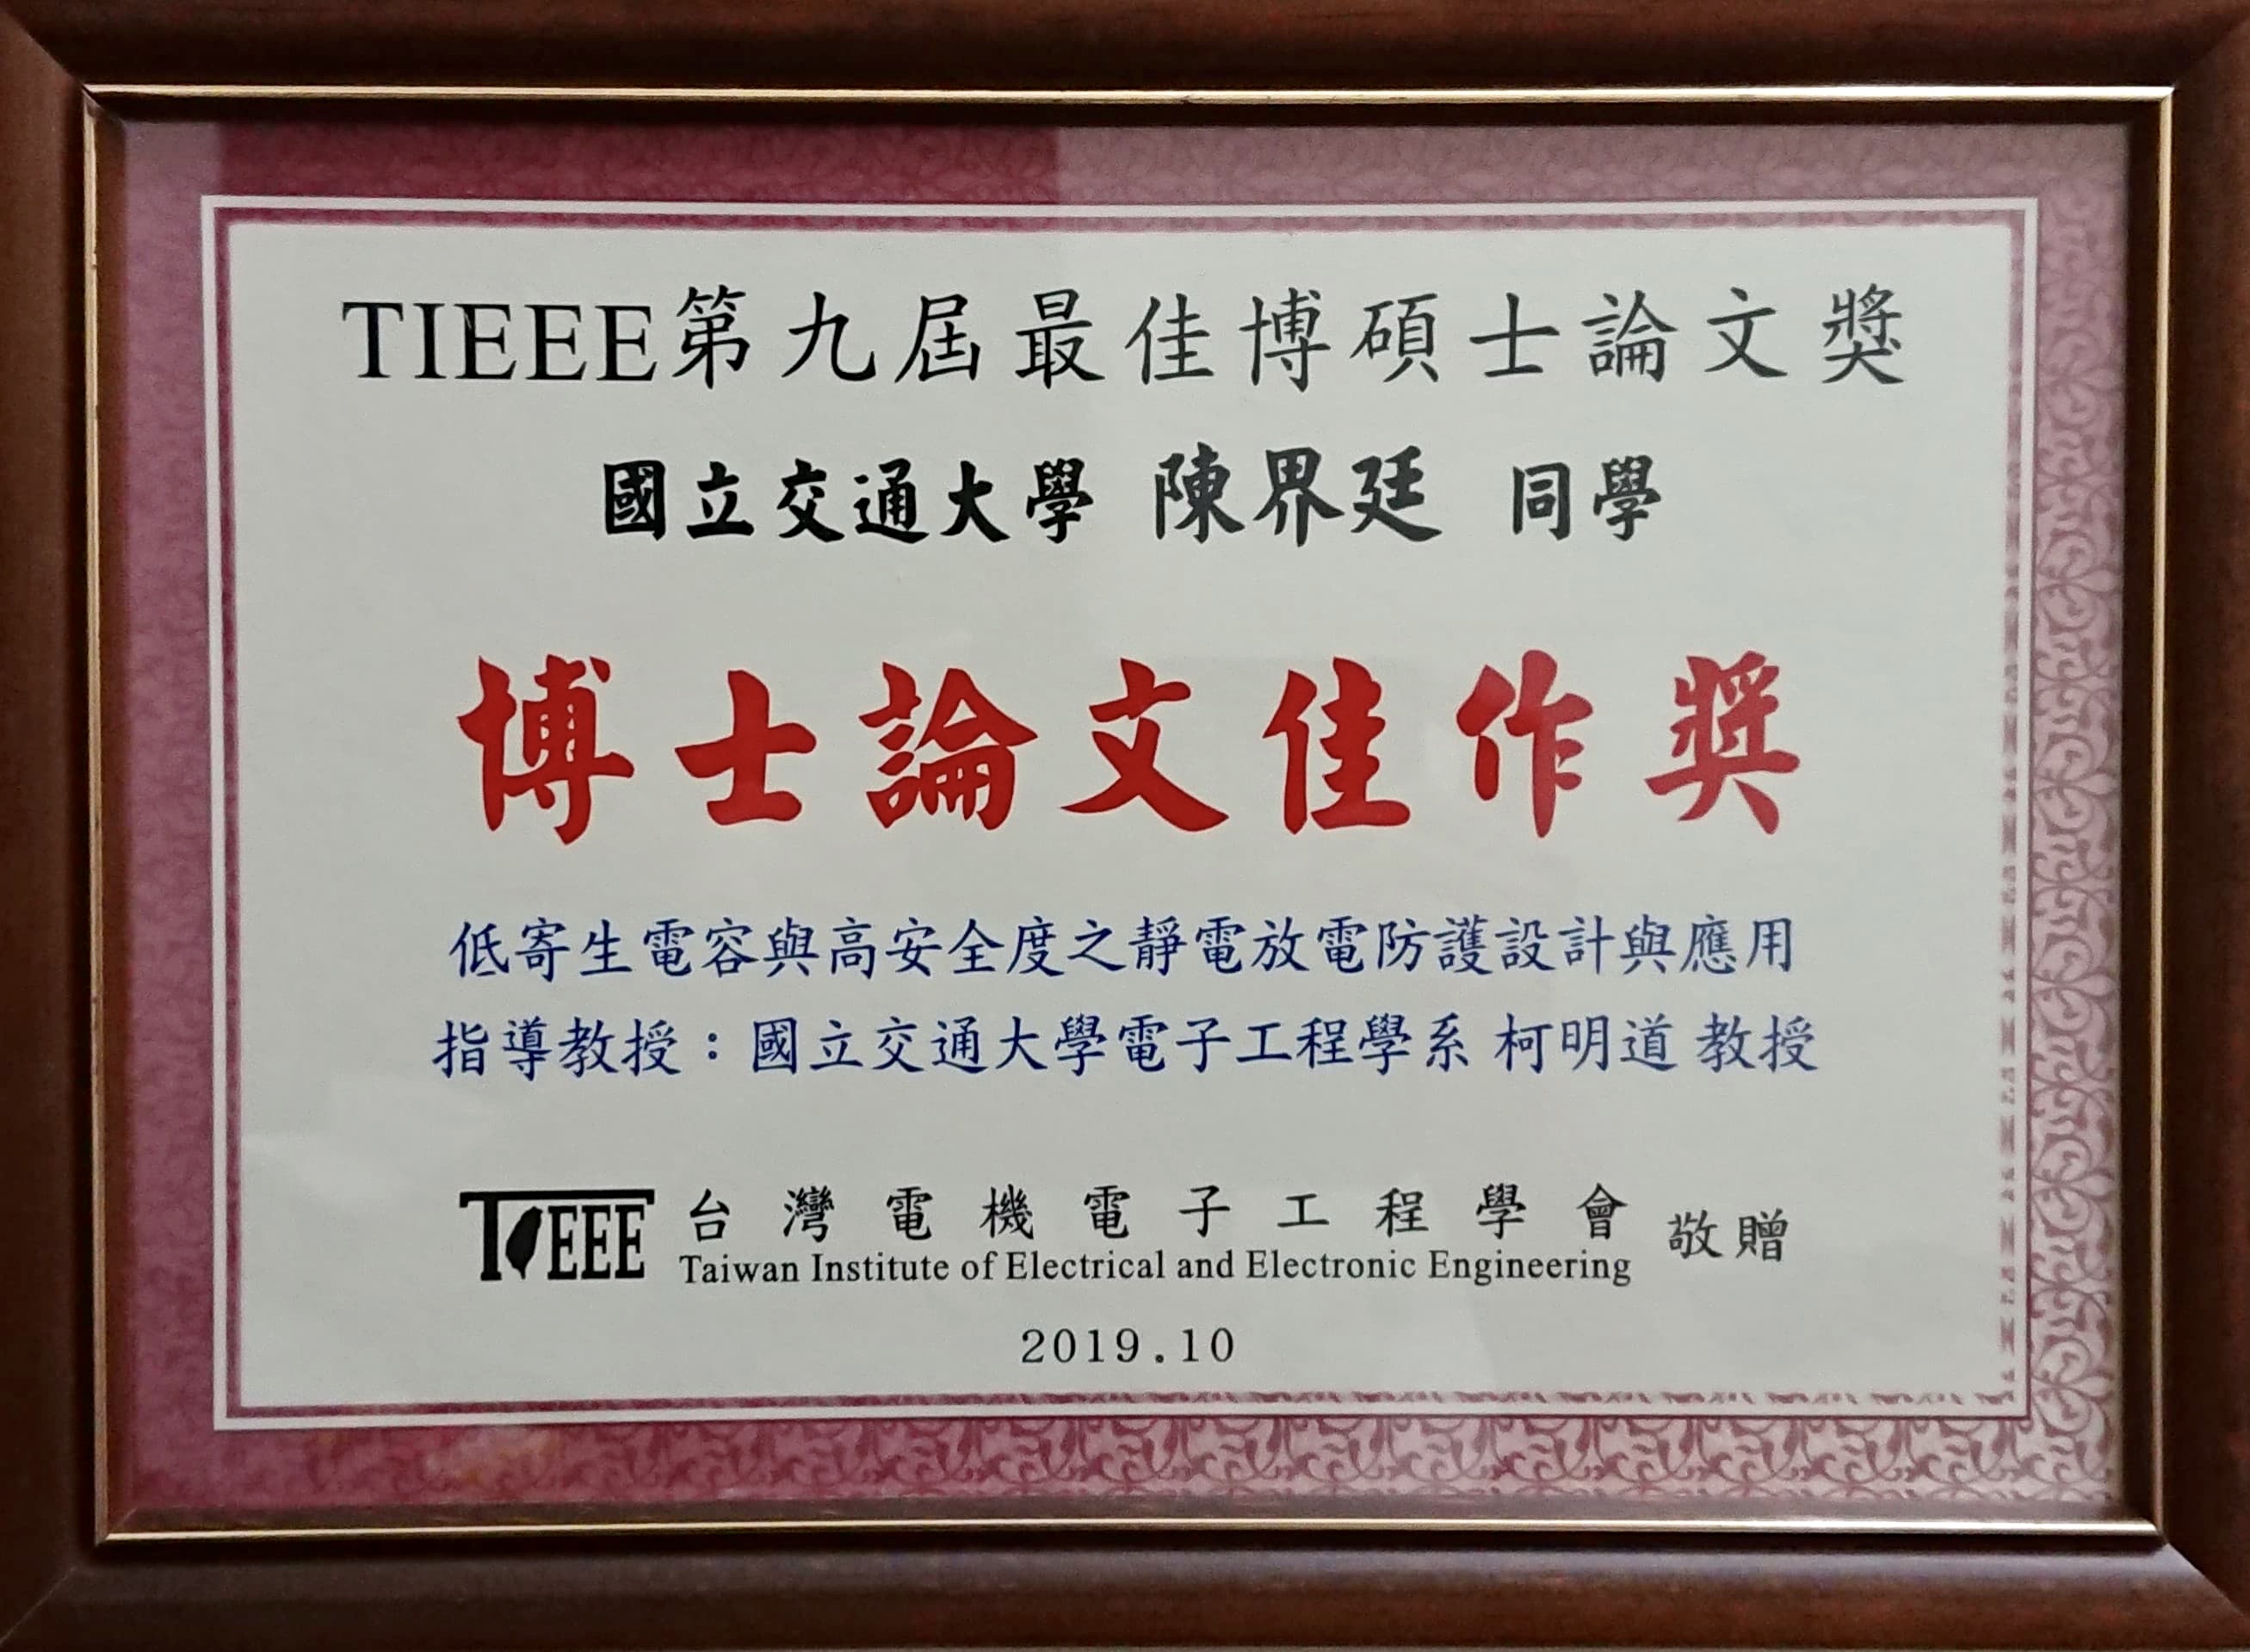 TIEEE第九屆最佳博碩士論文獎
國立交通大學 陳界廷 同學
博士論文佳作獎
低寄生電容與高安全度之靜電放電防護設計與應用
指導教授：國立交通大學電子工程學系 柯明道 教授
TIEEE 台灣電機電子工程學會 敬贈
Taiwan Institute of Electrical and Electronic Engineering
2019.10